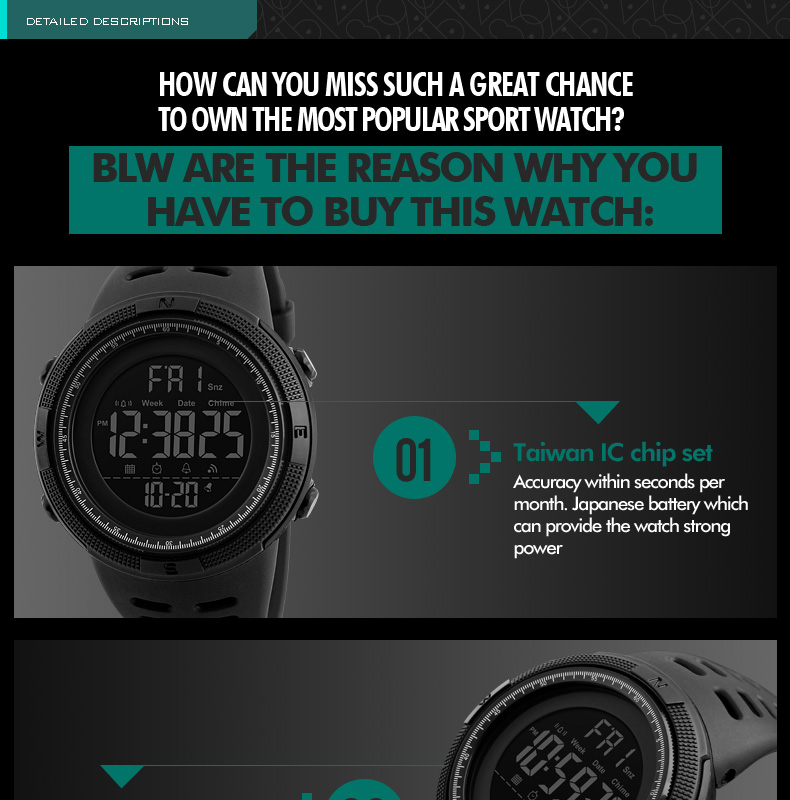 DETAILED DESCRIPTIONS
HOW CAN YOU MISS SUCH A GREAT CHANCE
TO OWN THE MOST POPULAR SPORT WATCH?
BLW ARE THE REASON WHY YOU
HAVE TO BUY THIS WATCH:
N
FRI Snz
Week Date Chime
PM 12:38 25
10-20
W
E
S
01
Taiwan IC chip set
Accuracy within seconds per
month. Japanese battery which
can provide the watch strong
power
N
FRI Snz
Week Date Chime
PM 10:59